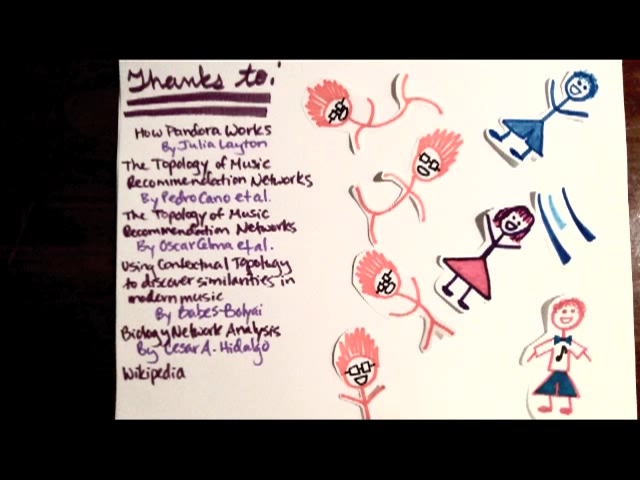 Thanks to:
How Pandora Works
By Julia Layton
The Topology of Music
Recommendation Networks
By Pedro Cano et al.
The Topology of Music
Recommendation Networks
By Oscar Celma et al.
Using Contextual Topology
to discover similarities in
modern music
By Babes-Bolyai
Biology Network Analysis
By Cesar A. Hidalgo
Wikipedia